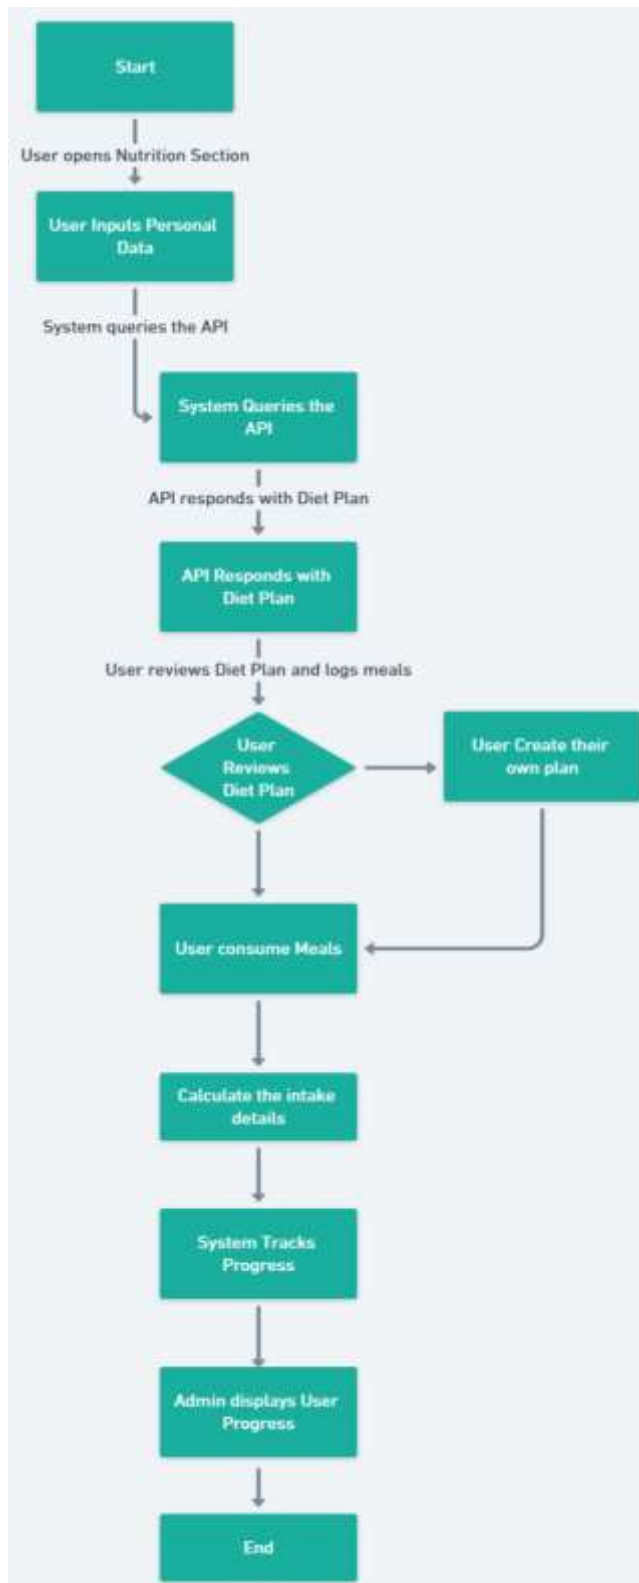 Start
User opens Nutrition Section
User Inputs Personal
Data
System queries the API
System Queries the
API
API responds with Diet Plan
API Responds with
Diet Plan
User reviews Diet Plan and logs meals
User
Reviews
Diet Plan
User Create their
own plan
User consume Meals
Calculate the intake
details
System Tracks
Progress
Admin displays User
Progress
End